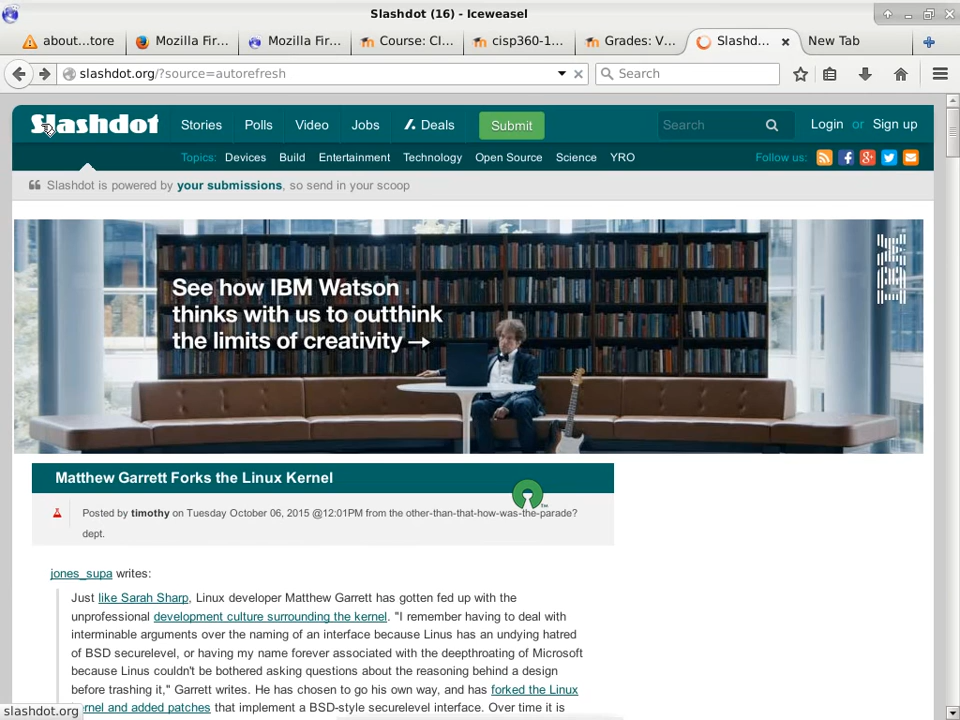 Slashdot (16) - Iceweasel
about...tore
Mozilla Fir...
Mozilla Fir...
Course: CI...
cisp360-1...
Grades: V...
Slashd...
New Tab
slashdot.org/?source=autorefresh
Search
Slashdot
Stories
Polls
Video
Jobs
Deals
Submit
Search
Login or Sign up
Topics: Devices Build Entertainment Technology Open Source Science YRO
Follow us:
Slashdot is powered by your submissions, so send in your scoop
See how IBM Watson
thinks with us to outthink
the limits of creativity →
IBM
Matthew Garrett Forks the Linux Kernel
Posted by timothy on Tuesday October 06, 2015 @12:01PM from the other-than-that-how-was-the-parade?
dept.
jones_supa writes:
Just like Sarah Sharp, Linux developer Matthew Garrett has gotten fed up with the
unprofessional development culture surrounding the kernel. "I remember having to deal with
interminable arguments over the naming of an interface because Linus has an undying hatred
of BSD securelevel, or having my name forever associated with the deepthroating of Microsoft
because Linus couldn't be bothered asking questions about the reasoning behind a design
before trashing it," Garrett writes. He has chosen to go his own way, and has forked the Linux
rnel and added patches that implement a BSD-style securelevel interface. Over time it is
slashdot.org